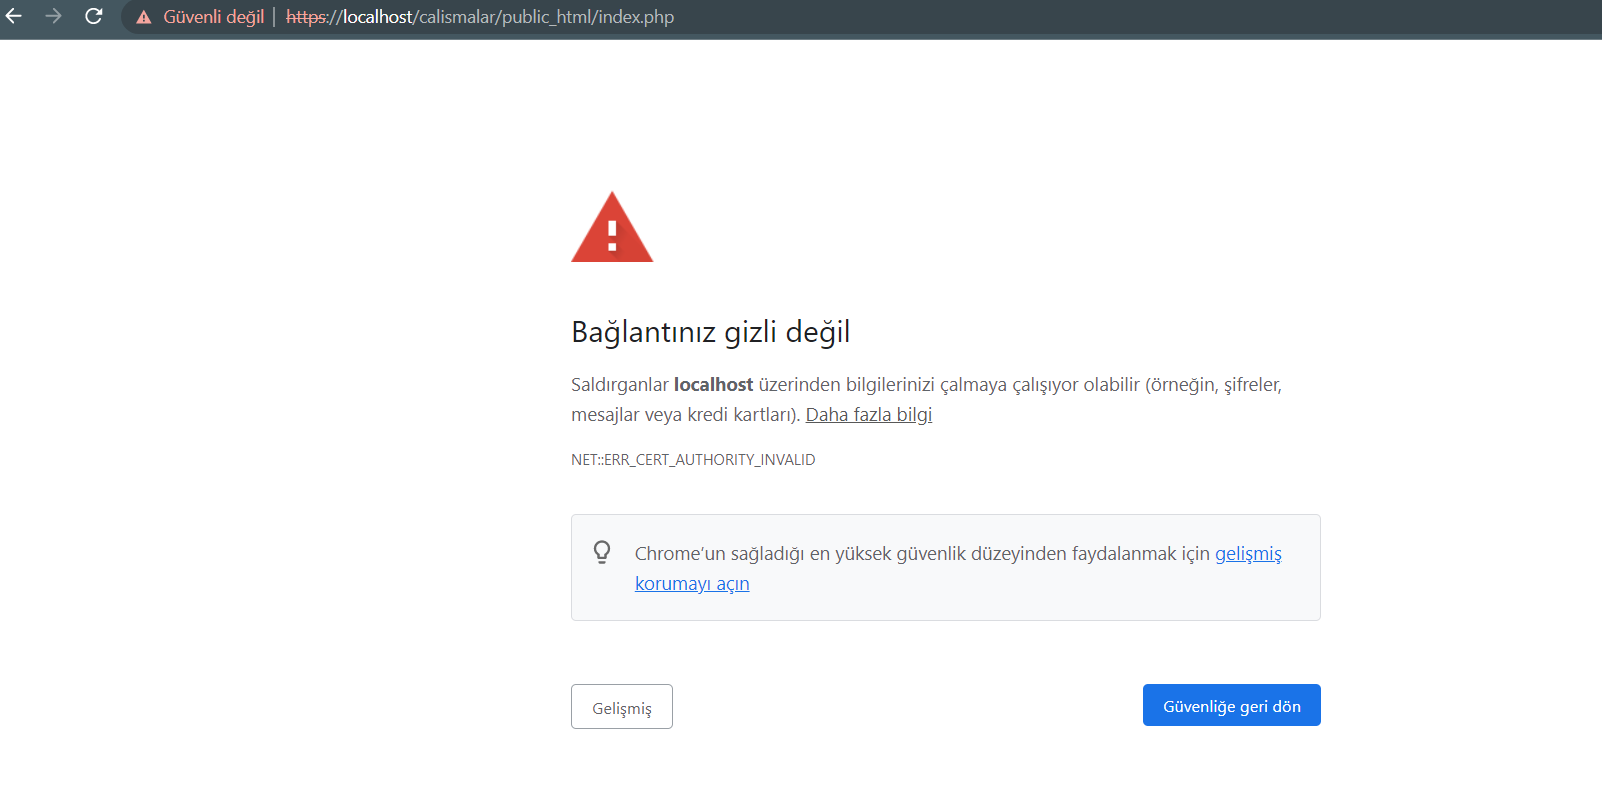 Güvenli değil | https://localhost/calismalar/public_html/index.php
Bağlantınız gizli değil
Saldırganlar localhost üzerinden bilgilerinizi çalmaya çalışıyor olabilir (örneğin, şifreler,
mesajlar veya kredi kartları). Daha fazla bilgi
NET::ERR_CERT_AUTHORITY_INVALID
Chrome'un sağladığı en yüksek güvenlik düzeyinden faydalanmak için gelişmiş
korumayı açın
Gelişmiş
Güvenliğe geri dön